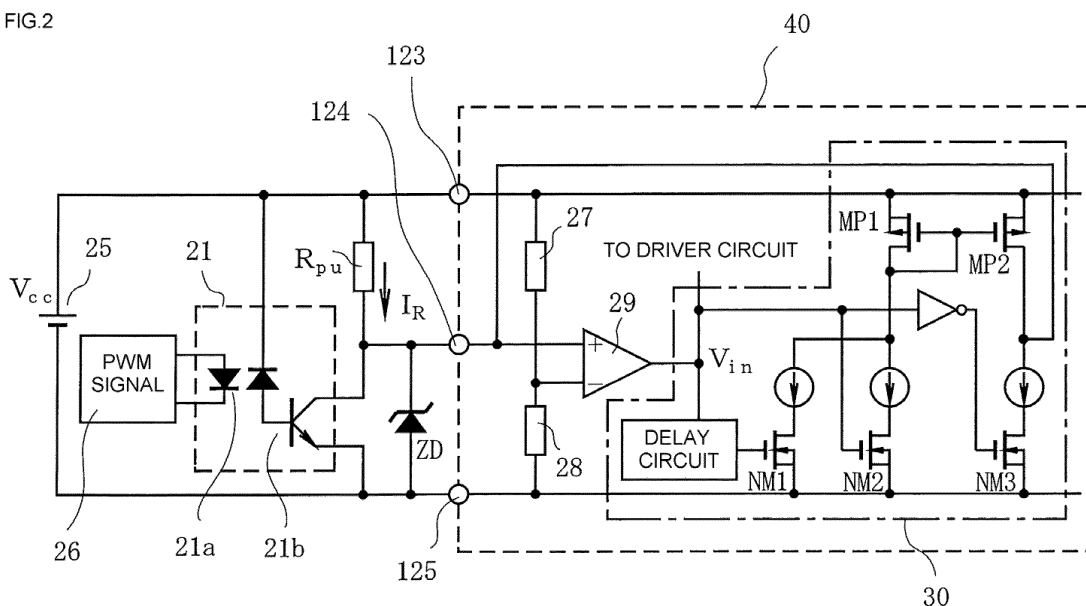 FIG.2
40
123
124
27
MP1
MP2
TO DRIVER CIRCUIT
25
21
Rpu
Vcc
IR
29
+
−
Vin
PWM
SIGNAL
DELAY
CIRCUIT
ZD
28
NM1
NM2
NM3
26
21a
21b
125
30